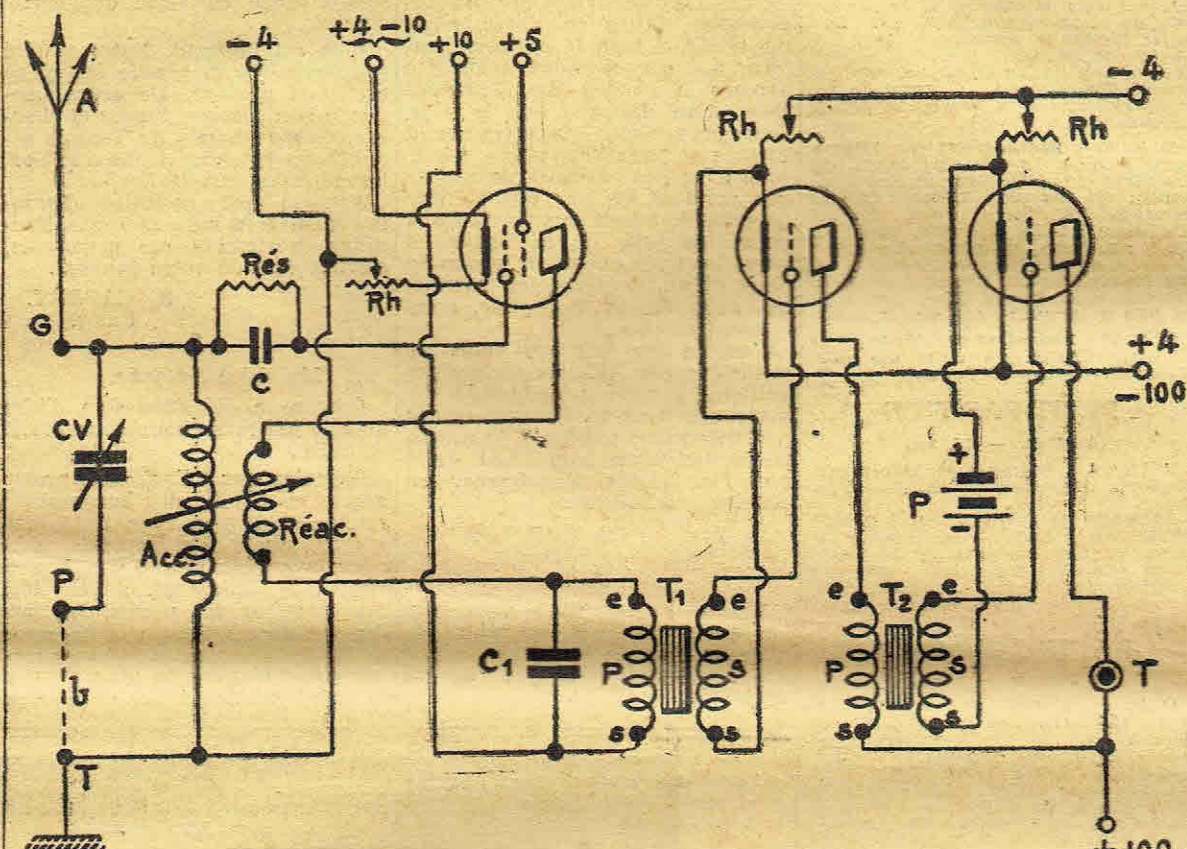 A
-4
+4 -10
+10
+5
-4
Rh
Rh
Rés
Rh
G
C
+4
-100
CV
Acc.
Réac.
P
+
P
-
e
T1
e
e
T2
e
C1
P
s
P
s
T
b
s
s
s
s
T
+100